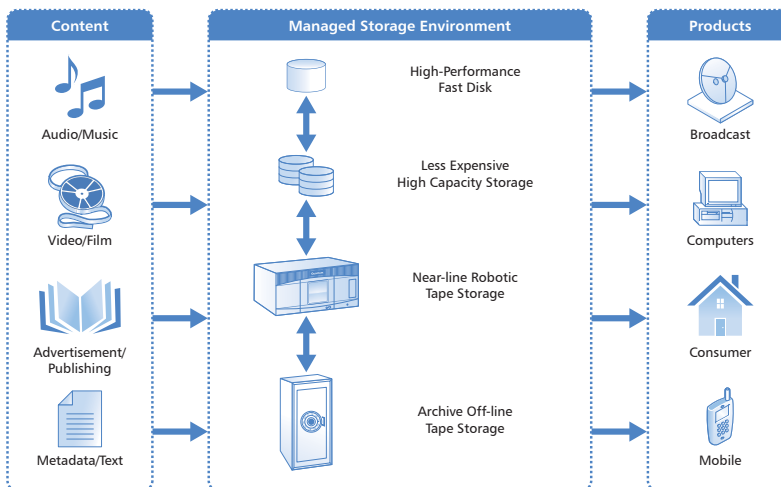 Content
Audio/Music
Video/Film
Advertisement/
Publishing
Metadata/Text
Managed Storage Environment
High-Performance
Fast Disk
Less Expensive
High Capacity Storage
Near-line Robotic
Tape Storage
Archive Off-line
Tape Storage
Products
Broadcast
Computers
Consumer
Mobile